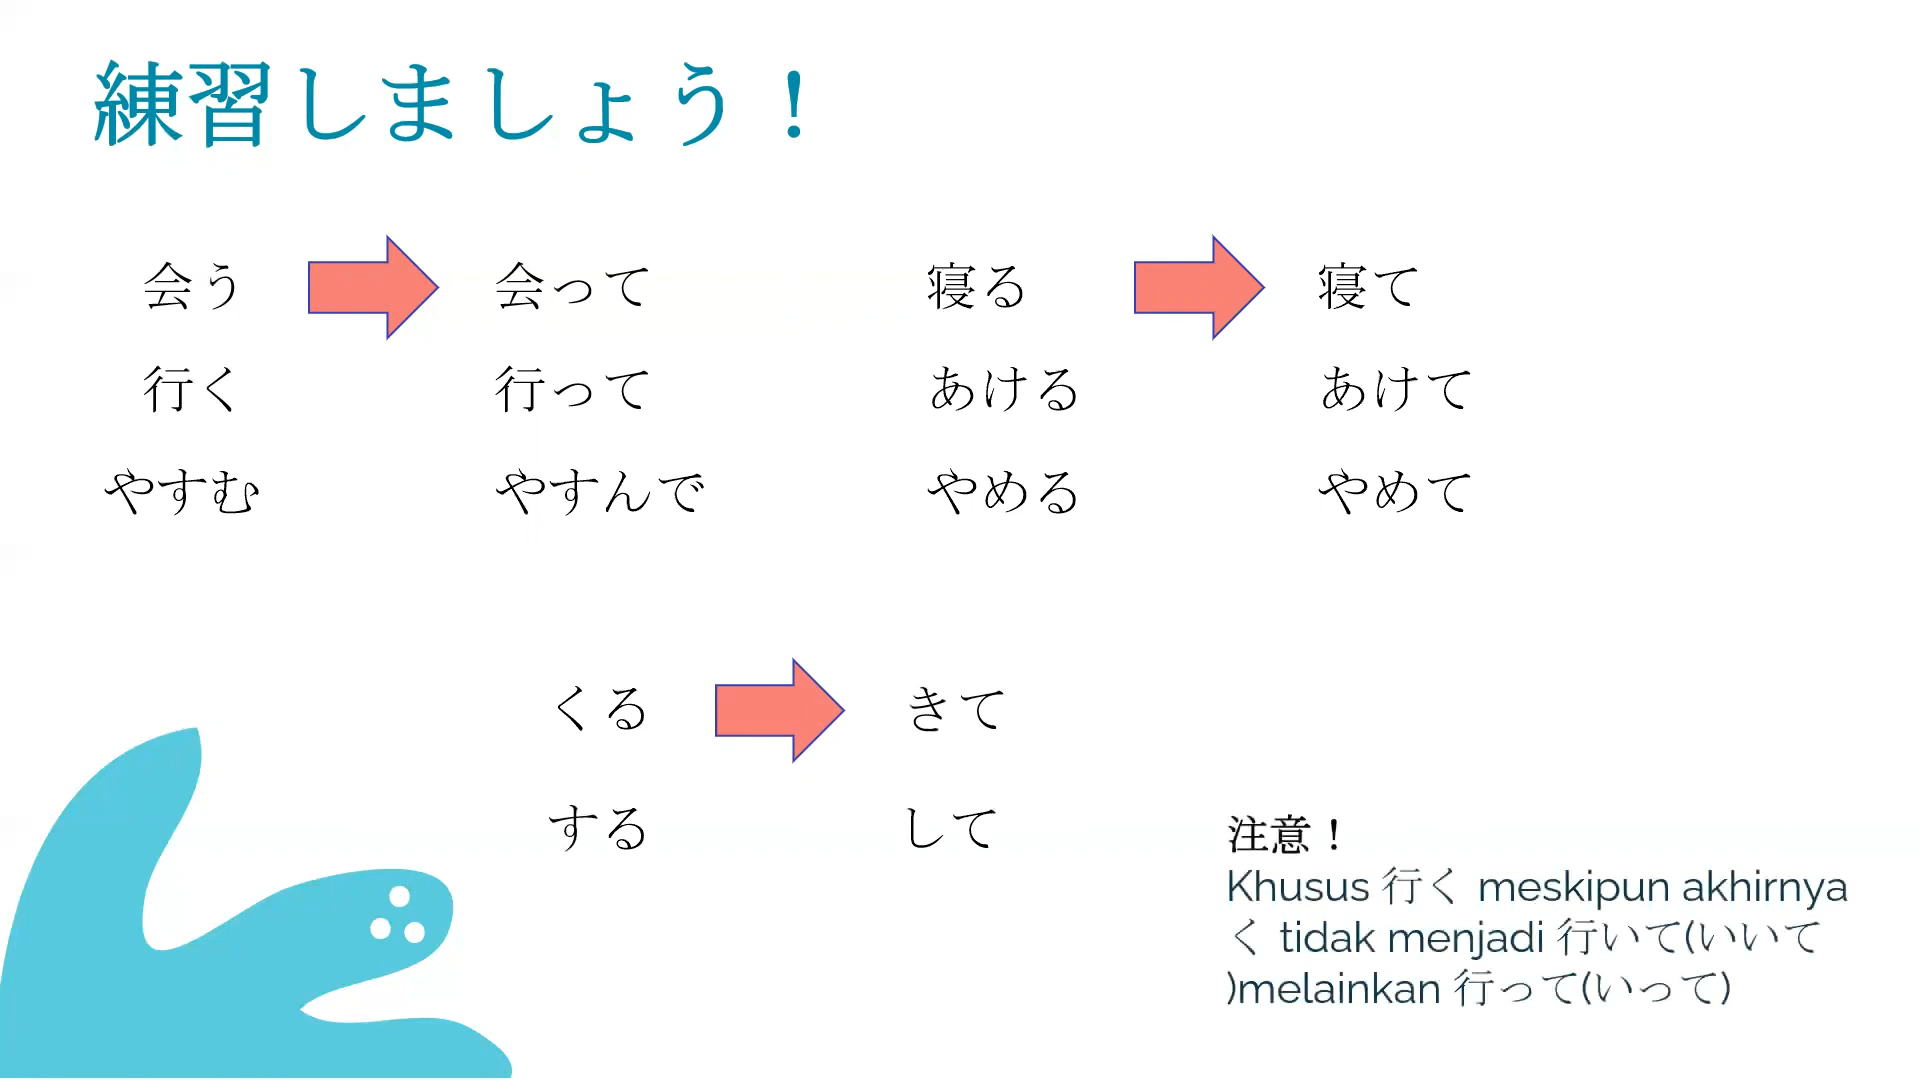 練習しましょう！
会う 会って 寝る 寝て
行く 行って あける あけて
やすむ やすんで やめる やめて
くる きて
する して
注意！
Khusus 行く meskipun akhirnya
く tidak menjadi 行いて(いいて
)melainkan 行って(いって)